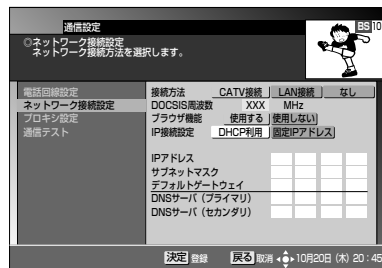 通信設定
BS 10
◎ネットワーク接続設定
ネットワーク接続方法を選択します。
電話回線設定
ネットワーク接続設定
プロキシ設定
通信テスト
接続方法 CATV接続 LAN接続 なし
DOCSIS周波数 XXX MHz
ブラウザ機能 使用する 使用しない
IP接続設定 DHCP利用 固定IPアドレス
IPアドレス
サブネットマスク
デフォルトゲートウェイ
DNSサーバ（プライマリ）
DNSサーバ（セカンダリ）
決定 登録 戻る 取消 10月20日 (木) 20：45